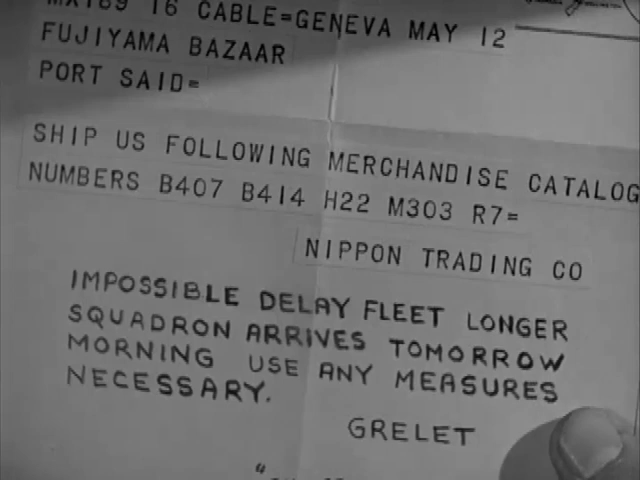 MX189 16 CABLE=GENEVA MAY 12
FUJIYAMA BAZAAR
PORT SAID=
SHIP US FOLLOWING MERCHANDISE CATALOG
NUMBERS B407 B414 H22 M303 R7=
NIPPON TRADING CO
IMPOSSIBLE DELAY FLEET LONGER
SQUADRON ARRIVES TOMORROW
MORNING USE ANY MEASURES
NECESSARY.
GRELET